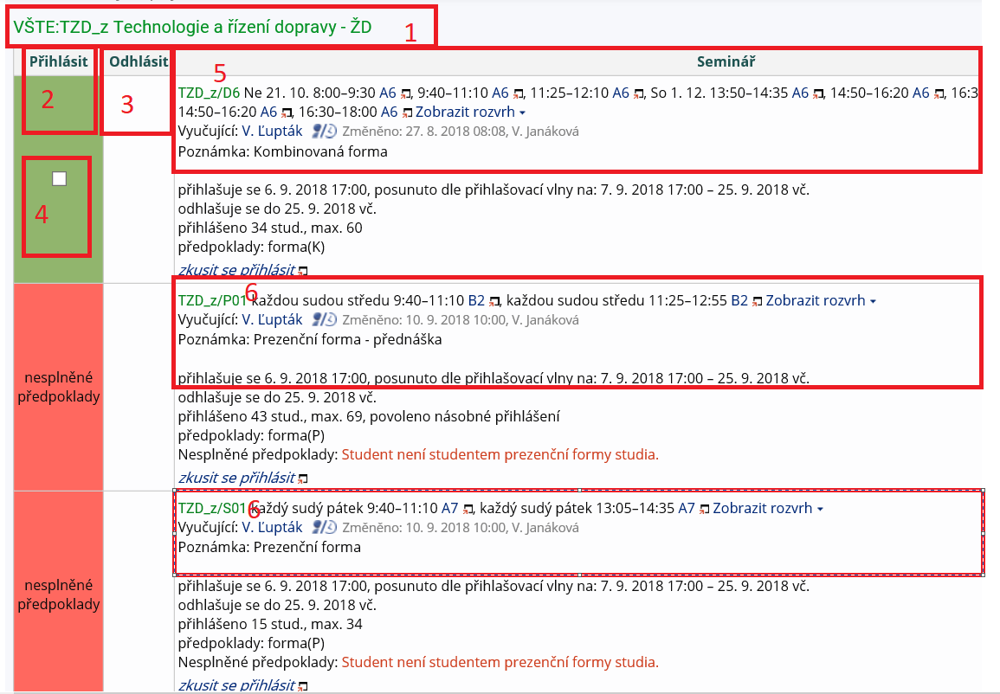 VŠTE:TZD_z Technologie a řízení dopravy - ŽD
1
Přihlásit
Odhlásit
Seminář
2
3
4
5
TZD_z/D6 Ne 21. 10. 8:00–9:30 A6, 9:40–11:10 A6, 11:25–12:10 A6, So 1. 12. 13:50–14:35 A6, 14:50–16:20 A6, 16:3
14:50–16:20 A6, 16:30–18:00 A6 Zobrazit rozvrh
Vyučující: V. Ľupták Změněno: 27. 8. 2018 08:08, V. Janáková
Poznámka: Kombinovaná forma
přihlašuje se 6. 9. 2018 17:00, posunuto dle přihlašovací vlny na: 7. 9. 2018 17:00 – 25. 9. 2018 vč.
odhlašuje se do 25. 9. 2018 vč.
přihlášeno 34 stud., max. 60
předpoklady: forma(K)
zkusit se přihlásit
nesplněné
předpoklady
6
TZD_z/P01 každou sudou středu 9:40–11:10 B2, každou sudou středu 11:25–12:55 B2 Zobrazit rozvrh
Vyučující: V. Ľupták Změněno: 10. 9. 2018 10:00, V. Janáková
Poznámka: Prezenční forma - přednáška
přihlašuje se 6. 9. 2018 17:00, posunuto dle přihlašovací vlny na: 7. 9. 2018 17:00 – 25. 9. 2018 vč.
odhlašuje se do 25. 9. 2018 vč.
přihlášeno 43 stud., max. 69, povoleno násobné přihlášení
předpoklady: forma(P)
Nesplněné předpoklady: Student není studentem prezenční formy studia.
zkusit se přihlásit
nesplněné
předpoklady
6
TZD_z/S01 každý sudý pátek 9:40–11:10 A7, každý sudý pátek 13:05–14:35 A7 Zobrazit rozvrh
Vyučující: V. Ľupták Změněno: 10. 9. 2018 10:00, V. Janáková
Poznámka: Prezenční forma
přihlašuje se 6. 9. 2018 17:00, posunuto dle přihlašovací vlny na: 7. 9. 2018 17:00 – 25. 9. 2018 vč.
odhlašuje se do 25. 9. 2018 vč.
přihlášeno 15 stud., max. 34
předpoklady: forma(P)
Nesplněné předpoklady: Student není studentem prezenční formy studia.
zkusit se přihlásit